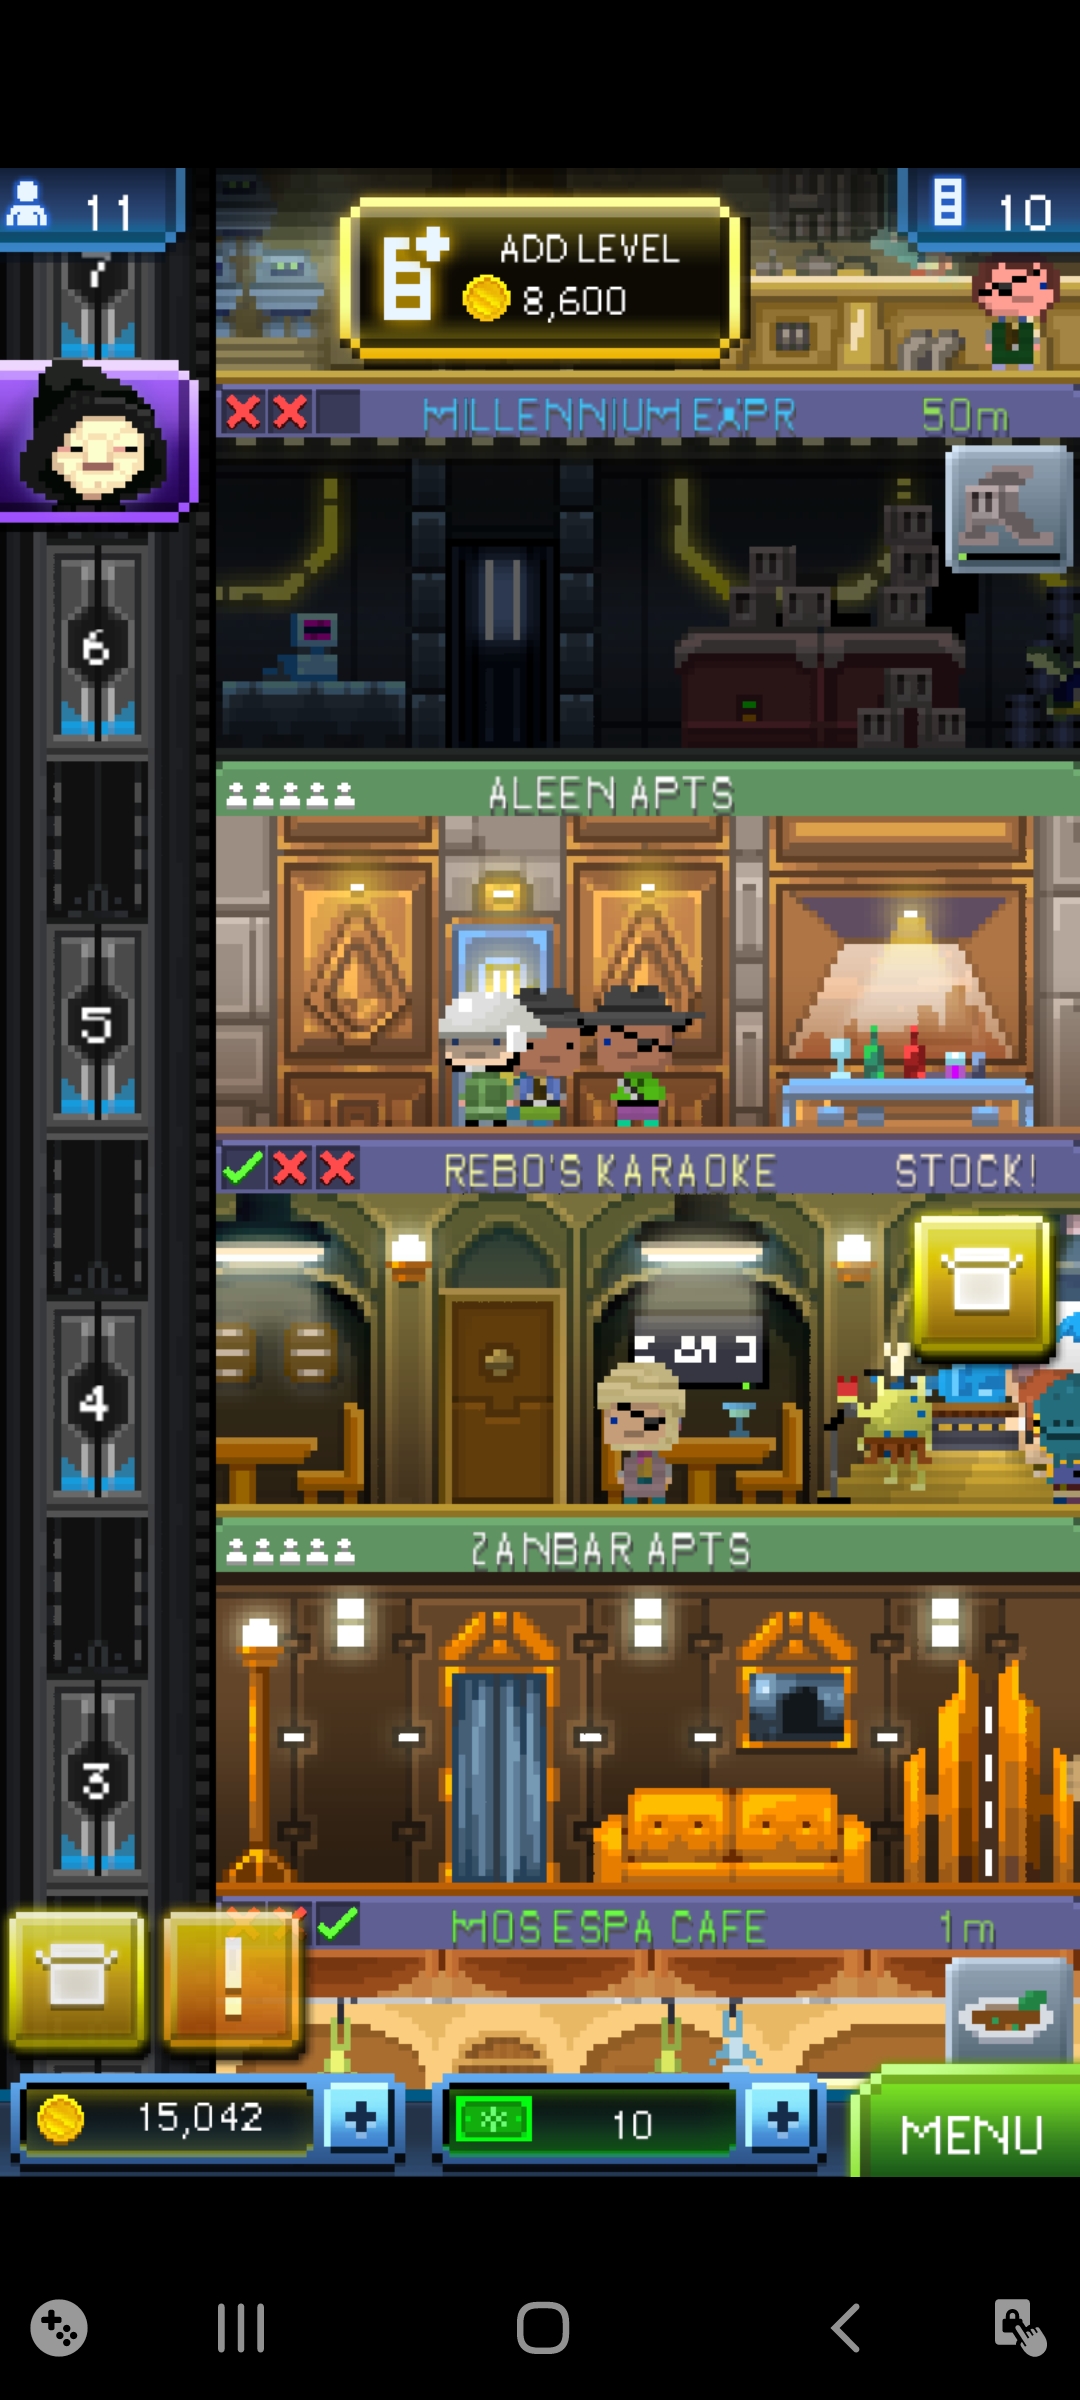 11
ADD LEVEL
8,600
10
7
MILLENNIUM EXPR 50m
6
ALEEN APTS
5
REBO'S KARAOKE STOCK!
4
ZANBAR APTS
3
MOS ESPA CAFE 1m
!
15,042 + 10 +
MENU